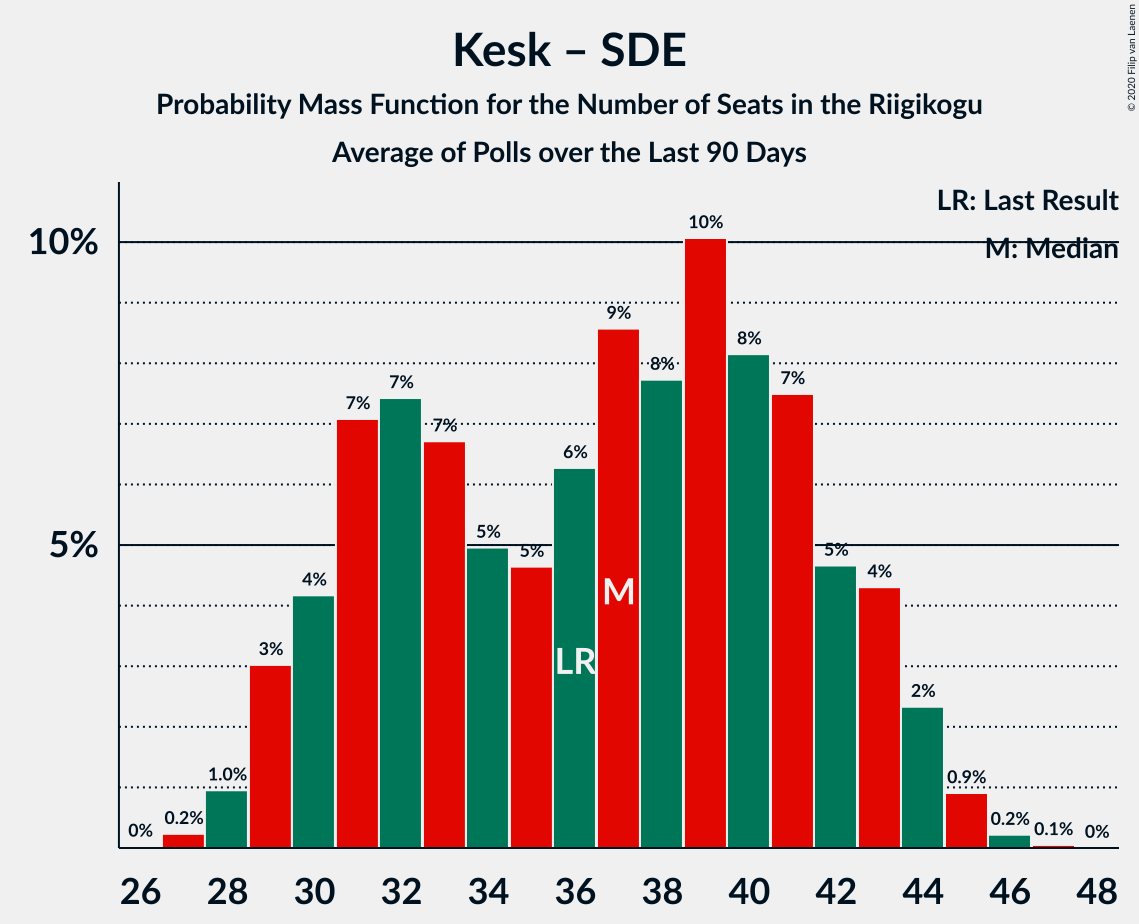 Kesk – SDE
Probability Mass Function for the Number of Seats in the Riigikogu
Average of Polls over the Last 90 Days
© 2020 Filip van Laenen
LR: Last Result
M: Median
10%
5%
0% 0.2% 1.0% 3% 4% 7% 7% 7% 5% 5% 6% 9% 8% 10% 8% 7% 5% 4% 2% 0.9% 0.2% 0.1% 0%
M
LR
26 28 30 32 34 36 38 40 42 44 46 48